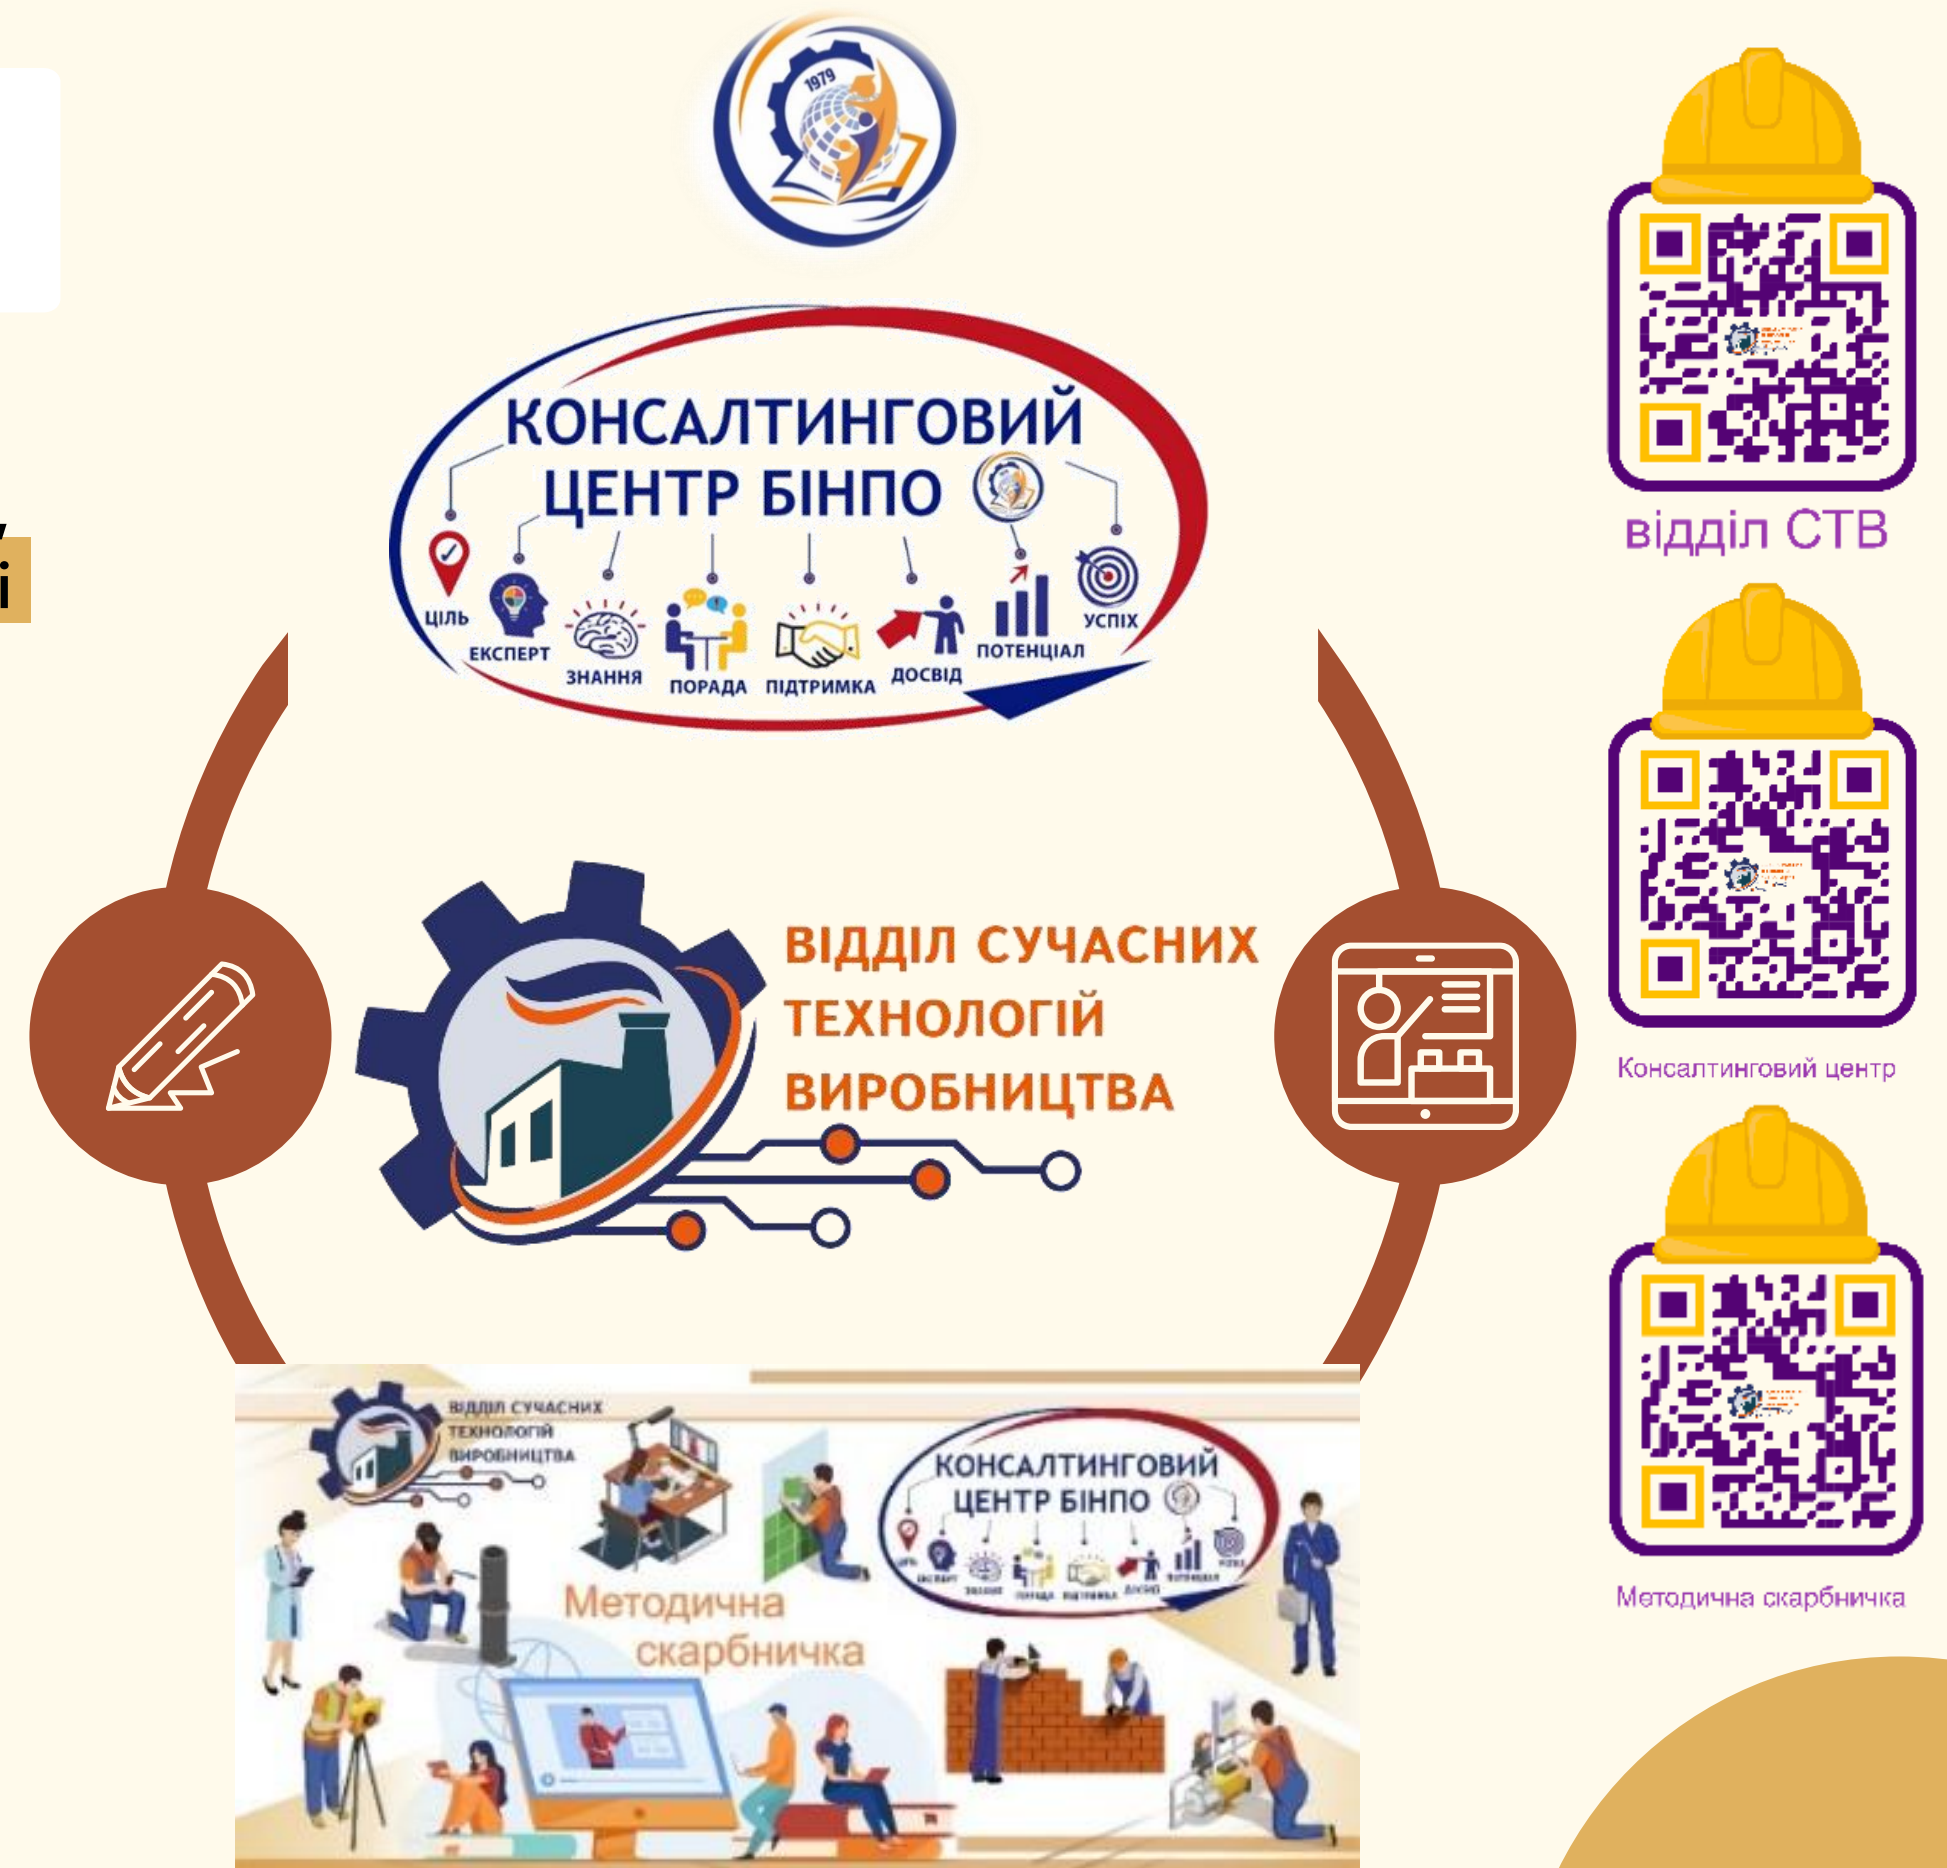 і
1979
КОНСАЛТИНГОВИЙ
ЦЕНТР БІНПО
ЦІЛЬ
ЕКСПЕРТ
ЗНАННЯ
ПОРАДА
ПІДТРИМКА
ДОСВІД
ПОТЕНЦІАЛ
УСПІХ
ВІДДІЛ СУЧАСНИХ
ТЕХНОЛОГІЙ
ВИРОБНИЦТВА
ВІДДІЛ СУЧАСНИХ
ТЕХНОЛОГІЙ
ВИРОБНИЦТВА
КОНСАЛТИНГОВИЙ
ЦЕНТР БІНПО
Методична
скарбничка
відділ СТВ
Консалтинговий центр
Методична скарбничка